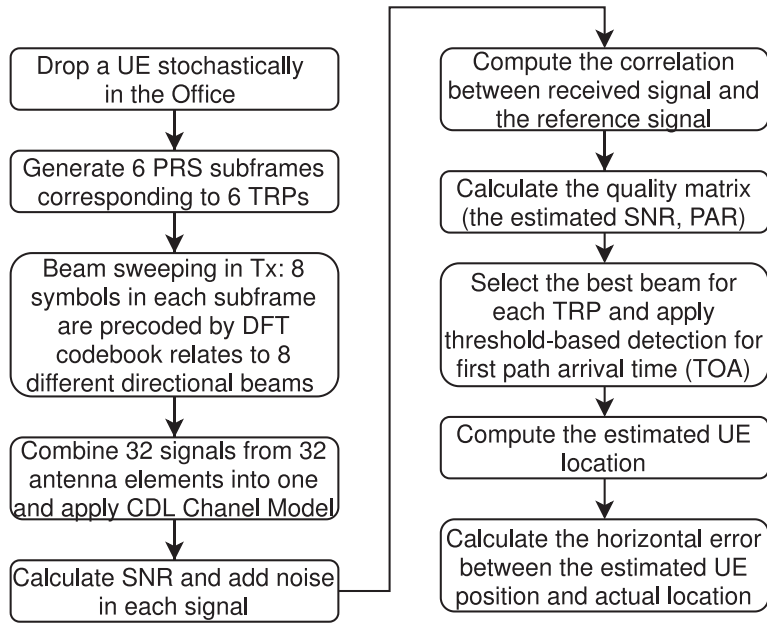 Drop a UE stochastically
in the Office
Generate 6 PRS subframes
corresponding to 6 TRPs
Beam sweeping in Tx: 8
symbols in each subframe
are precoded by DFT
codebook relates to 8
different directional beams
Combine 32 signals from 32
antenna elements into one
and apply CDL Chanel Model
Calculate SNR and add noise
in each signal
Compute the correlation
between received signal and
the reference signal
Calculate the quality matrix
(the estimated SNR, PAR)
Select the best beam for
each TRP and apply
threshold-based detection for
first path arrival time (TOA)
Compute the estimated UE
location
Calculate the horizontal error
between the estimated UE
position and actual location